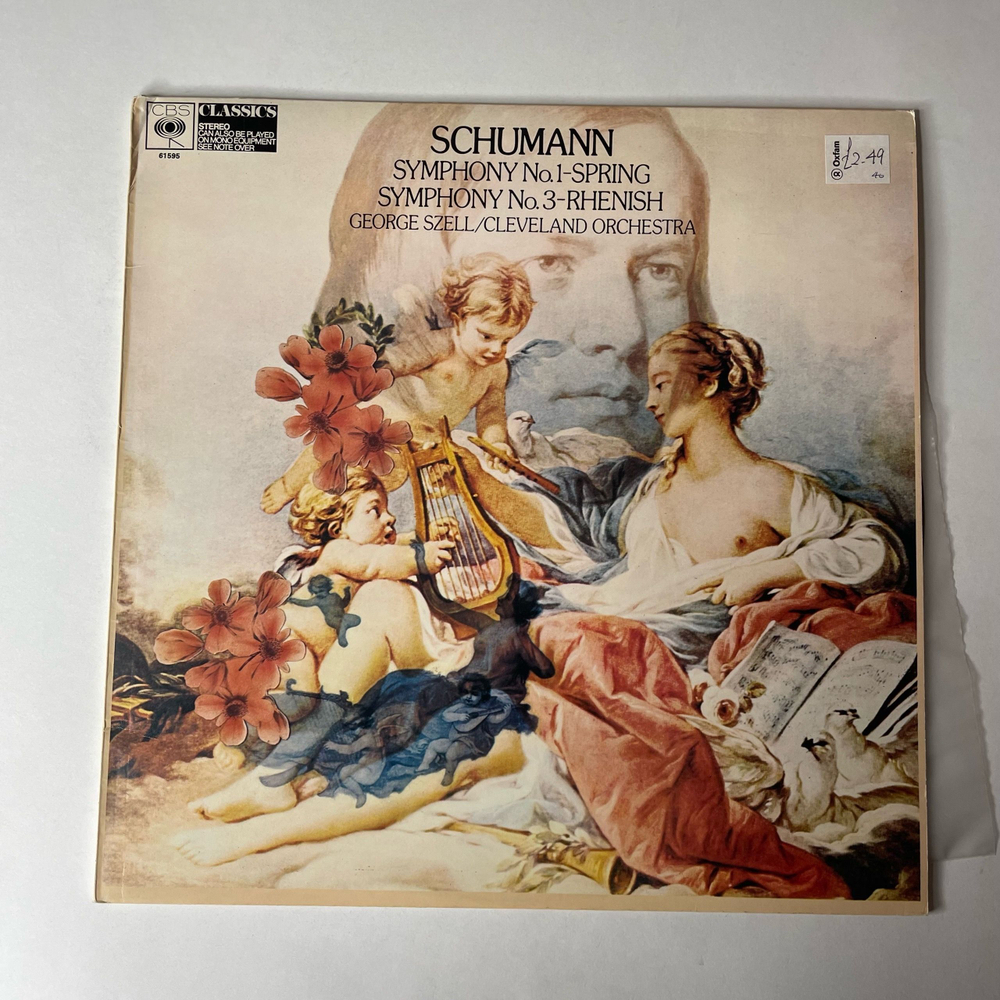 CBS
CLASSICS
STEREO
CAN ALSO BE PLAYED
ON MONO EQUIPMENT
SEE NOTE OVER
61595
SCHUMANN
SYMPHONY No.1-SPRING
SYMPHONY No.3-RHENISH
GEORGE SZELL/CLEVELAND ORCHESTRA
Oxfam
£2.49